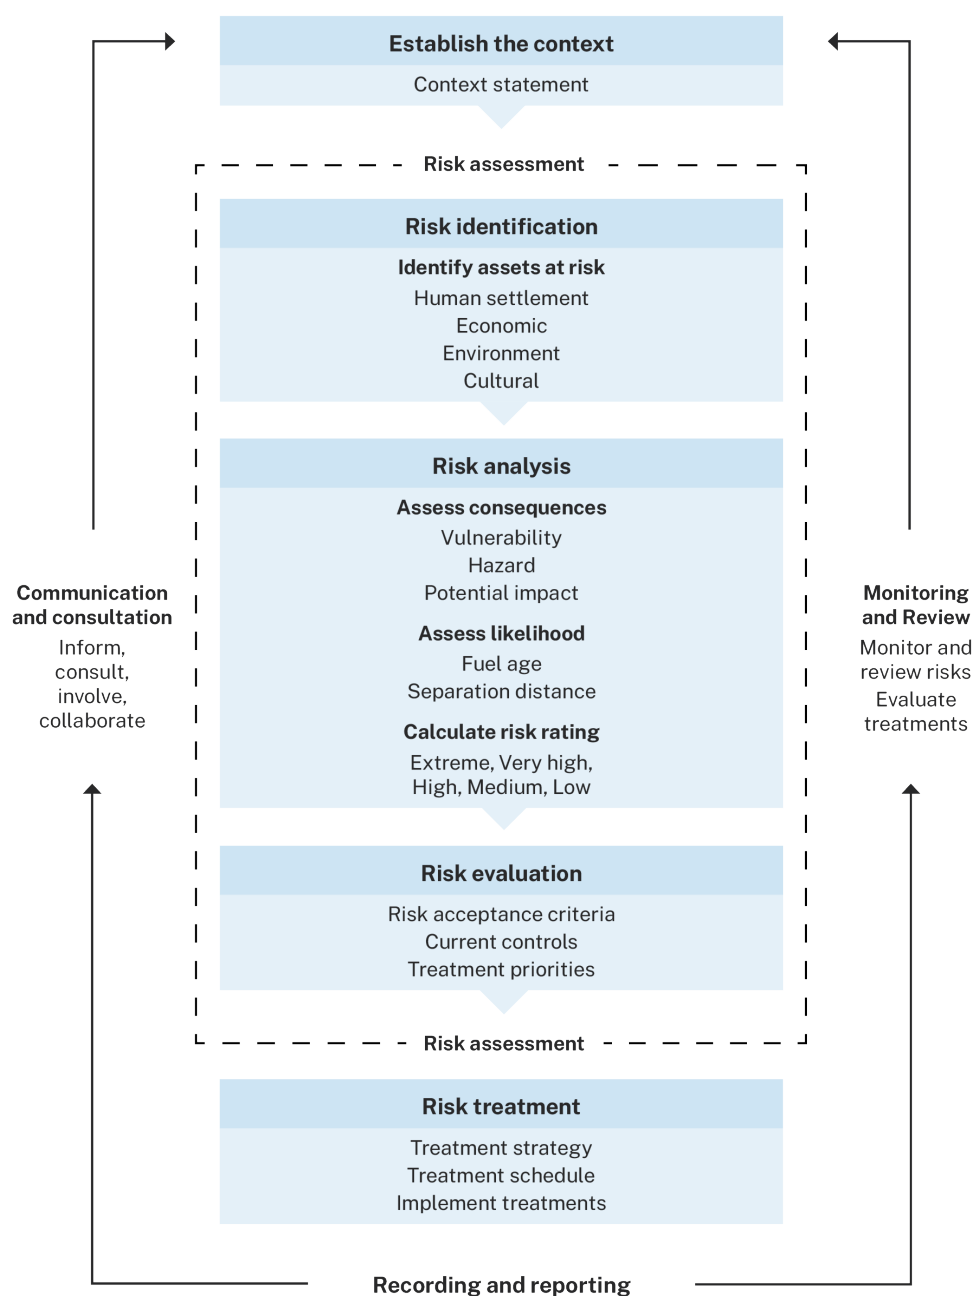 Establish the context
Context statement
Risk assessment
Risk identification
Identify assets at risk
Human settlement
Economic
Environment
Cultural
Risk analysis
Assess consequences
Vulnerability
Hazard
Potential impact
Assess likelihood
Fuel age
Separation distance
Calculate risk rating
Extreme, Very high,
High, Medium, Low
Risk evaluation
Risk acceptance criteria
Current controls
Treatment priorities
Risk assessment
Risk treatment
Treatment strategy
Treatment schedule
Implement treatments
Communication
and consultation
Inform,
consult,
involve,
collaborate
Monitoring
and Review
Monitor and
review risks
Evaluate
treatments
Recording and reporting